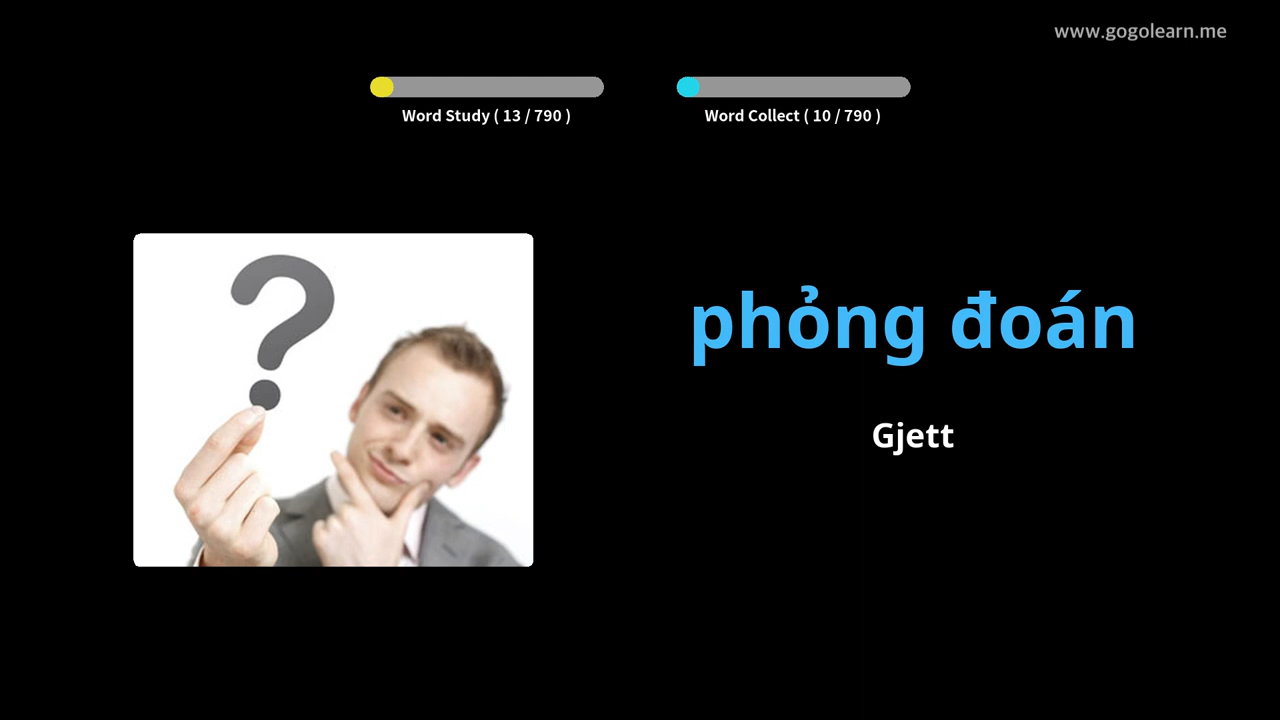 www.gogolearn.me
Word Study ( 13 / 790 )
Word Collect ( 10 / 790 )
phỏng đoán
Gjett